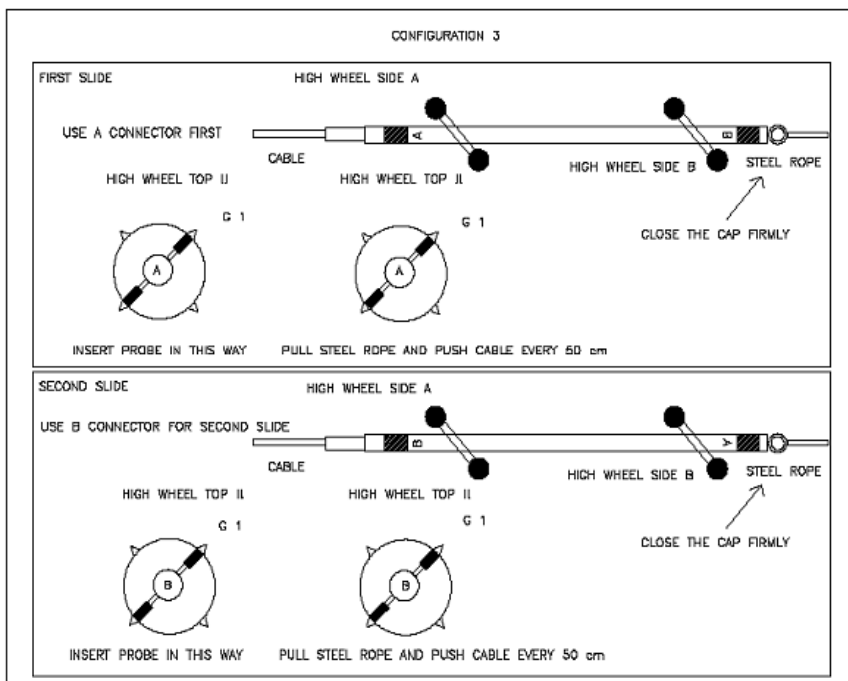 CONFIGURATION 3
FIRST SLIDE
HIGH WHEEL SIDE A
USE A CONNECTOR FIRST
A
B
CABLE
HIGH WHEEL SIDE B
STEEL ROPE
HIGH WHEEL TOP
HIGH WHEEL TOP
G 1
G 1
CLOSE THE CAP FIRMLY
A
A
INSERT PROBE IN THIS WAY
PULL STEEL ROPE AND PUSH CABLE EVERY 50 cm
SECOND SLIDE
HIGH WHEEL SIDE A
USE B CONNECTOR FOR SECOND SLIDE
B
A
CABLE
HIGH WHEEL SIDE B
STEEL ROPE
HIGH WHEEL TOP
HIGH WHEEL TOP
G 1
G 1
CLOSE THE CAP FIRMLY
B
B
INSERT PROBE IN THIS WAY
PULL STEEL ROPE AND PUSH CABLE EVERY 50 cm